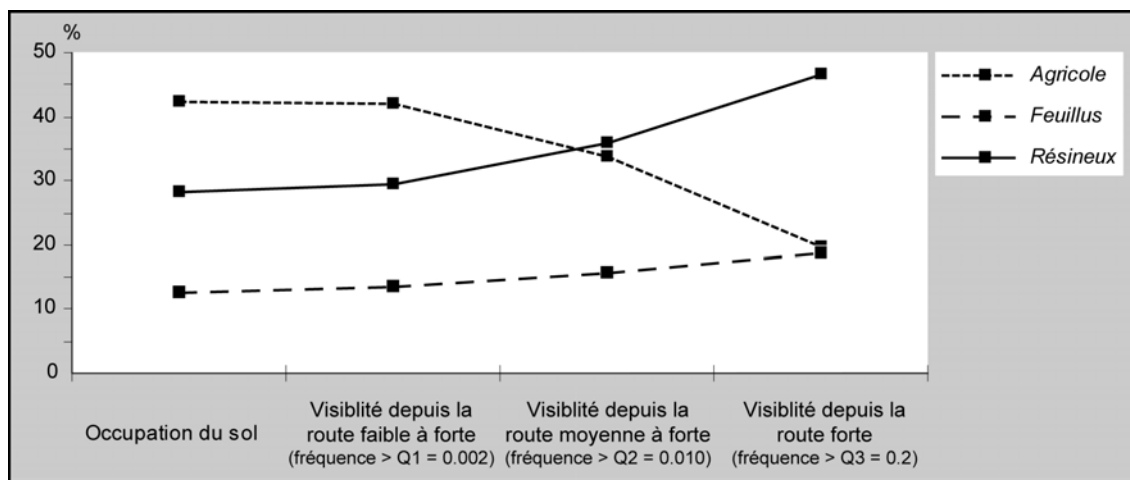 %
50
40
30
20
10
0
Agricole
Feuillus
Résineux
Occupation du sol
Visiblité depuis la
route faible à forte
(fréquence > Q1 = 0.002)
Visiblité depuis la
route moyenne à forte
(fréquence > Q2 = 0.010)
Visiblité depuis la
route forte
(fréquence > Q3 = 0.2)